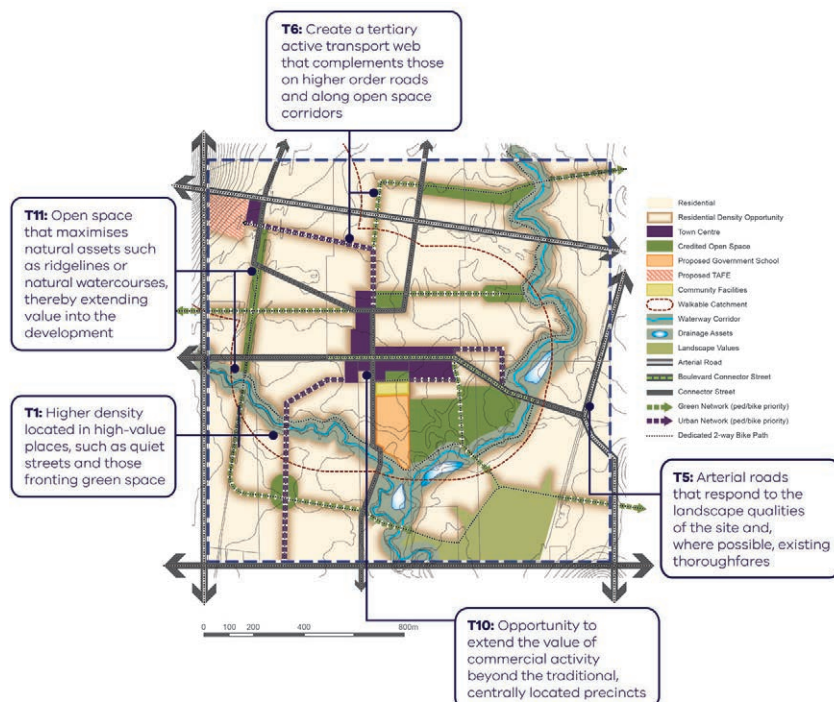 T6: Create a tertiary
active transport web
that complements those
on higher order roads
and along open space
corridors
T11: Open space
that maximises
natural assets such
as ridgelines or
natural watercourses,
thereby extending
value into the
development
T1: Higher density
located in high-value
places, such as quiet
streets and those
fronting green space
Residential
Residential Density Opportunity
Town Centre
Credited Open Space
Proposed Government School
Proposed TAFE
Community Facilities
Walkable Catchment
Waterway Corridor
Drainage Assets
Landscape Values
Arterial Road
Boulevard Connector Street
Connector Street
Green Network (ped/bike priority)
Urban Network (ped/bike priority)
Dedicated 2-way Bike Path
T5: Arterial roads
that respond to the
landscape qualities
of the site and,
where possible, existing
thoroughfares
0 100 200 400 800m
T10: Opportunity to
extend the value of
commercial activity
beyond the traditional,
centrally located precincts